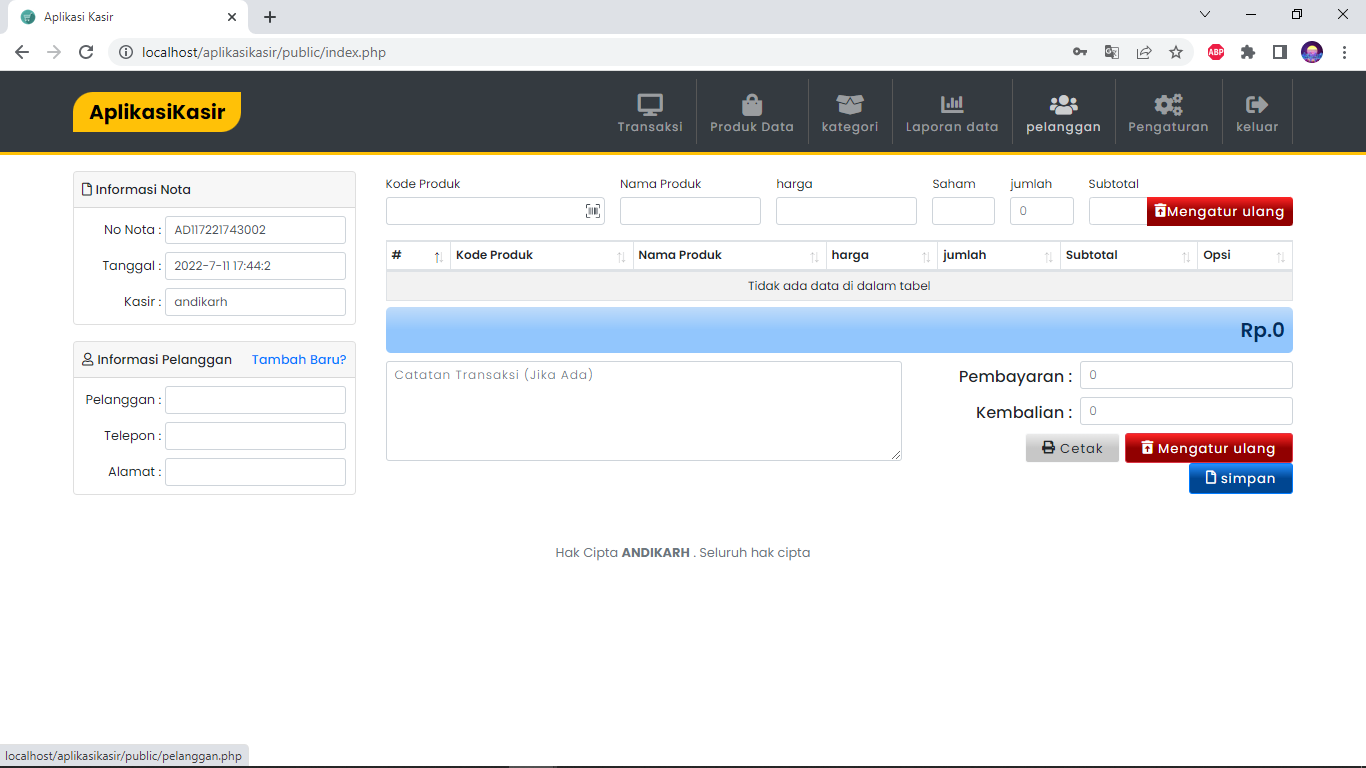 Aplikasi Kasir
localhost/aplikasikasir/public/index.php
ABP
AplikasiKasir
Transaksi
Produk Data
kategori
Laporan data
pelanggan
Pengaturan
keluar
Informasi Nota
No Nota : AD117221743002
Tanggal : 2022-7-11 17:44:2
Kasir : andikarh
Informasi Pelanggan Tambah Baru?
Pelanggan :
Telepon :
Alamat :
Kode Produk Nama Produk harga Saham jumlah Subtotal
0 Mengatur ulang
# Kode Produk Nama Produk harga jumlah Subtotal Opsi
Tidak ada data di dalam tabel
Rp.0
Catatan Transaksi (Jika Ada)
Pembayaran : 0
Kembalian : 0
Cetak Mengatur ulang
simpan
Hak Cipta ANDIKARH . Seluruh hak cipta
localhost/aplikasikasir/public/pelanggan.php